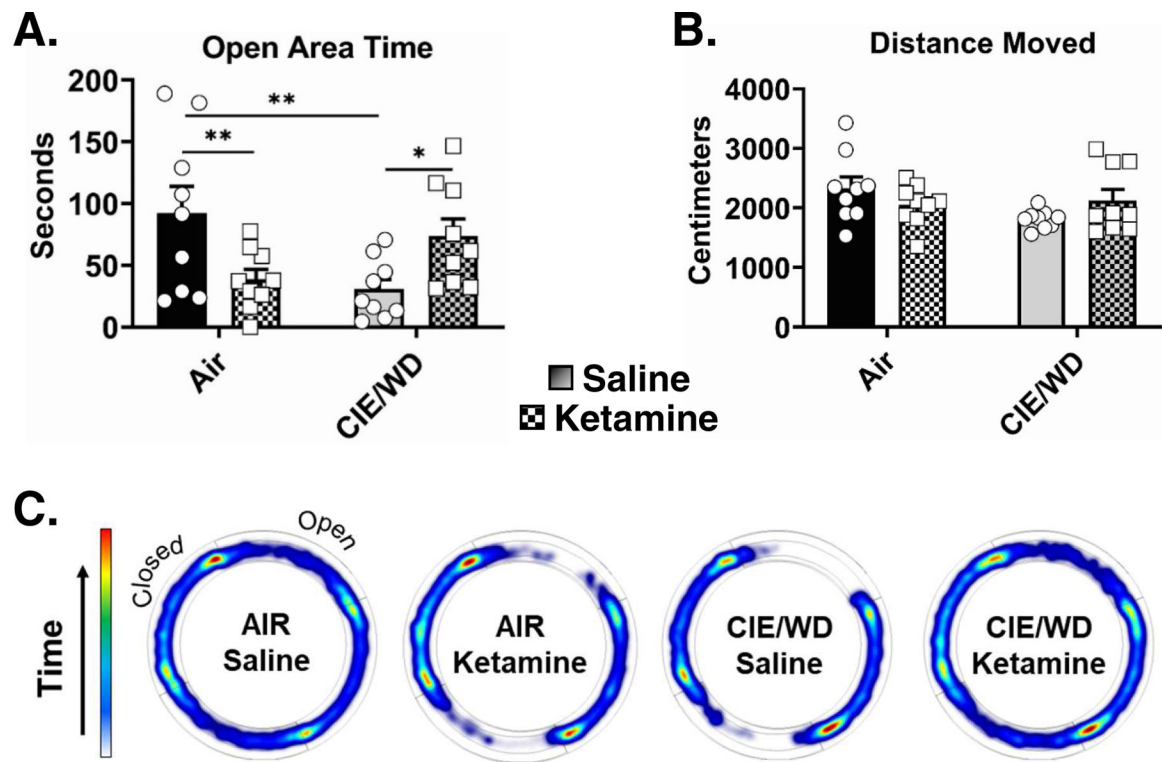 A.
Open Area Time
Seconds
200
150
100
50
0
**
**
*
Air
CIE/WD
B.
Distance Moved
Centimeters
4000
3000
2000
1000
0
Air
CIE/WD
Saline
Ketamine
C.
Time
Closed
Open
AIR
Saline
AIR
Ketamine
CIE/WD
Saline
CIE/WD
Ketamine